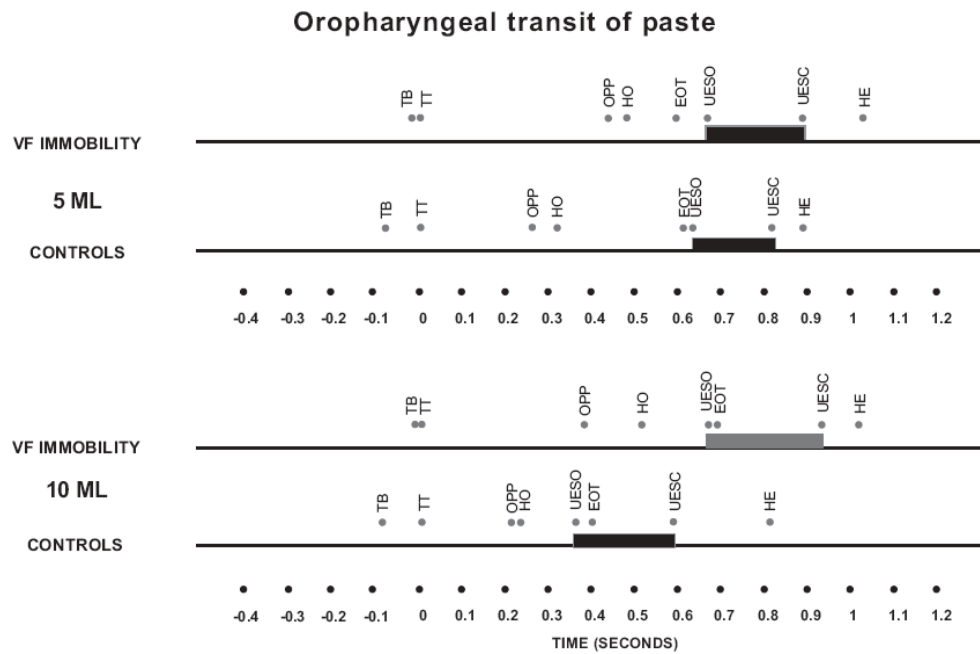 Oropharyngeal transit of paste
TB TT OPP HO EOT UESO UESC HE
VF IMMOBILITY
5 ML
TB TT OPP HO EOT UESO UESC HE
CONTROLS
-0.4 -0.3 -0.2 -0.1 0 0.1 0.2 0.3 0.4 0.5 0.6 0.7 0.8 0.9 1 1.1 1.2
TB TT OPP HO UESO EOT UESC HE
VF IMMOBILITY
10 ML
TB TT OPP HO UESO EOT UESC HE
CONTROLS
-0.4 -0.3 -0.2 -0.1 0 0.1 0.2 0.3 0.4 0.5 0.6 0.7 0.8 0.9 1 1.1 1.2
TIME (SECONDS)